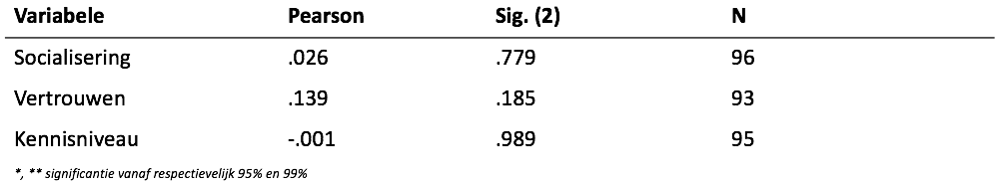 Variabele Pearson Sig. (2) N
Socialisering .026 .779 96
Vertrouwen .139 .185 93
Kennisniveau -.001 .989 95
*, ** significantie vanaf respectievelijk 95% en 99%